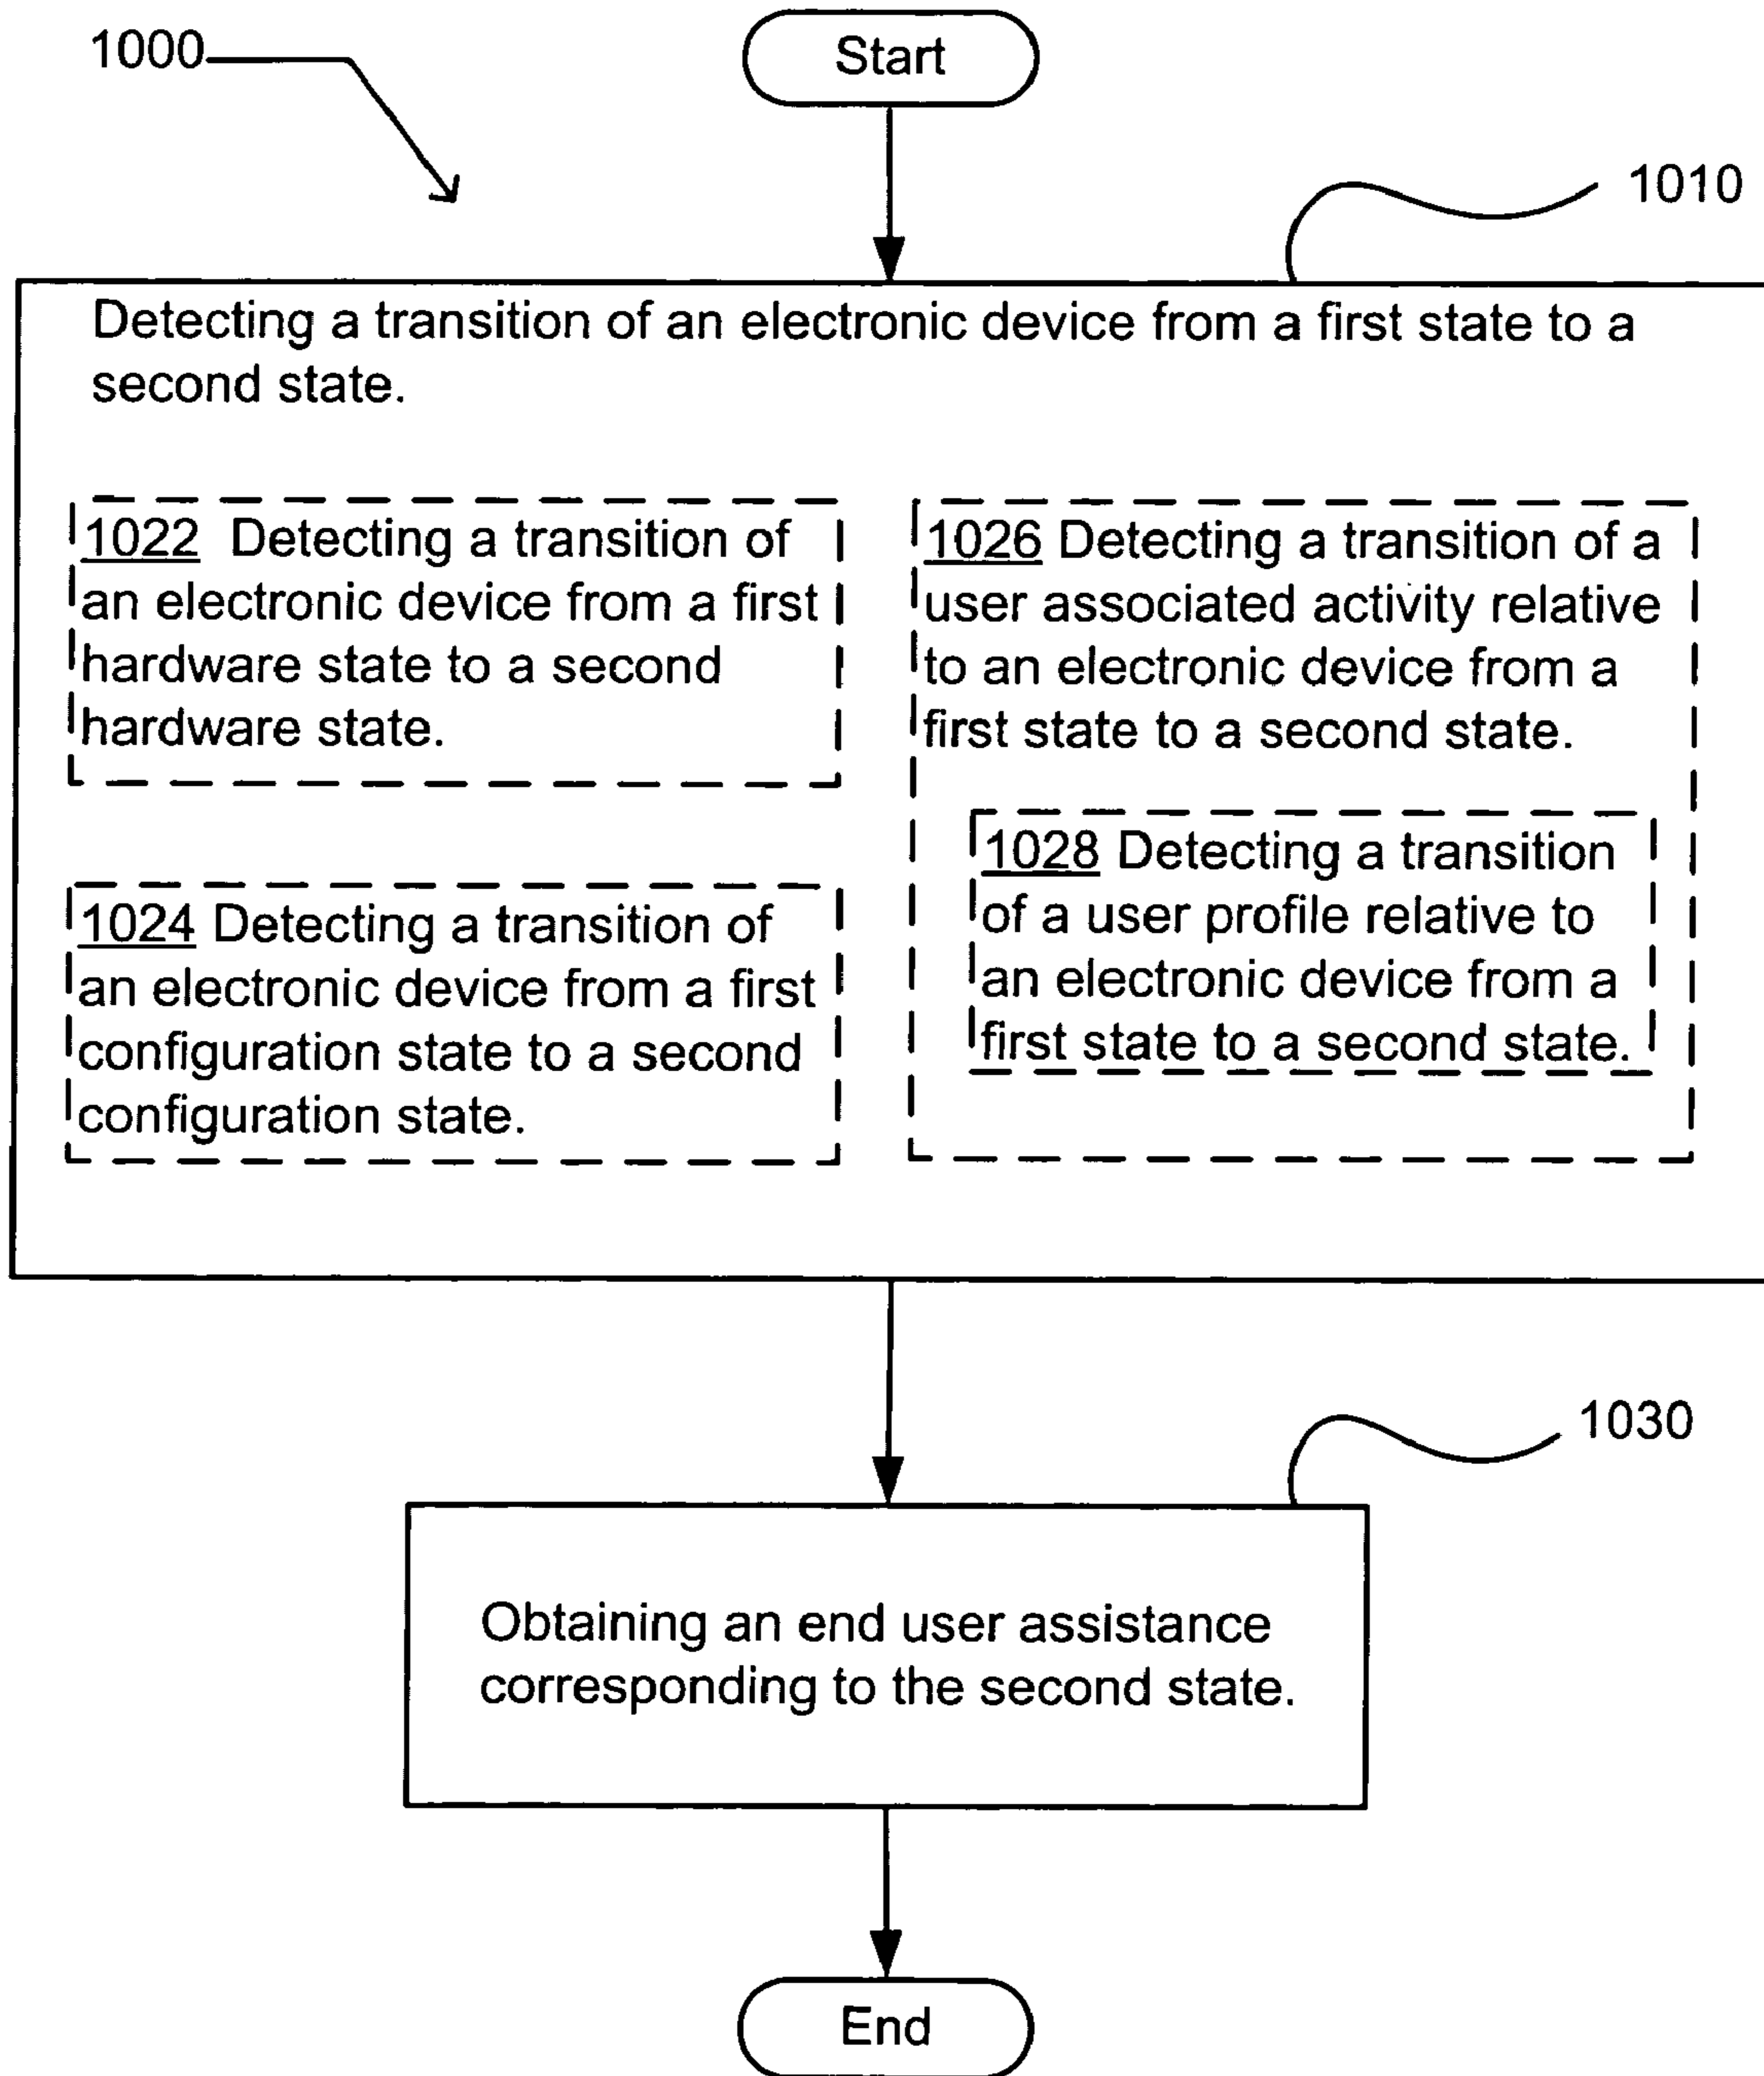 1000
Start
1010
Detecting a transition of an electronic device from a first state to a
second state.
1022 Detecting a transition of
an electronic device from a first
hardware state to a second
hardware state.
1024 Detecting a transition of
an electronic device from a first
configuration state to a second
configuration state.
1026 Detecting a transition of a
user associated activity relative
to an electronic device from a
first state to a second state.
1028 Detecting a transition
of a user profile relative to
an electronic device from a
first state to a second state.
1030
Obtaining an end user assistance
corresponding to the second state.
End